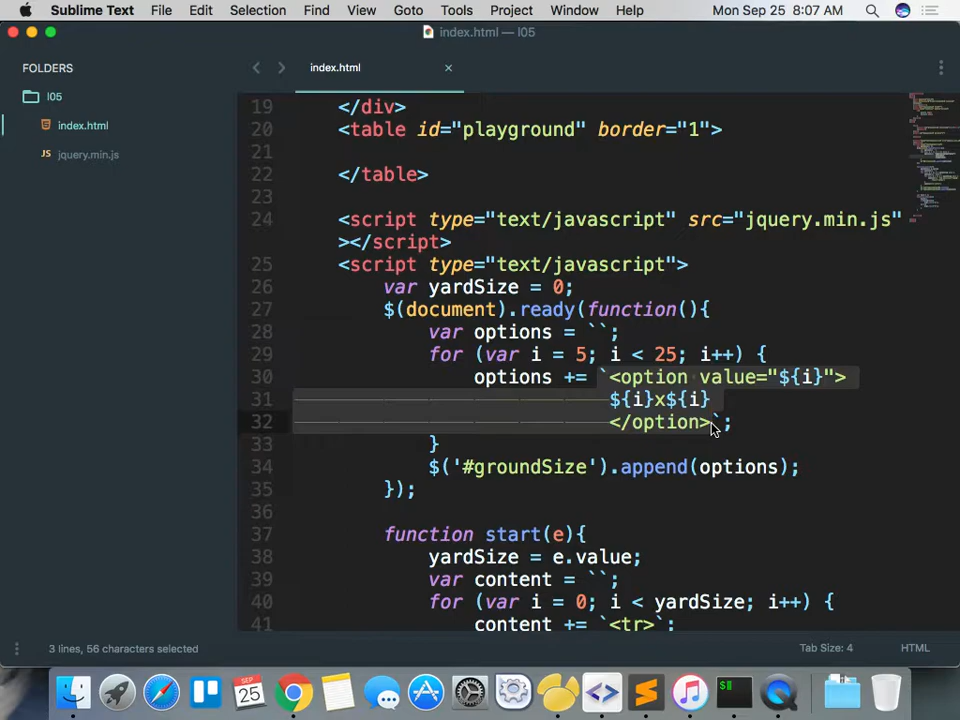 Sublime Text File Edit Selection Find View Goto Tools Project Window Help Mon Sep 25 8:07 AM
index.html — l05
FOLDERS
l05
index.html
JS jquery.min.js
index.html ×
19 </div>
20 <table id="playground" border="1">
21
22 </table>
23
24 <script type="text/javascript" src="jquery.min.js"
></script>
25 <script type="text/javascript">
26 var yardSize = 0;
27 $(document).ready(function(){
28 var options = ``;
29 for (var i = 5; i < 25; i++) {
30 options += `<option value="${i}">
31 ${i}x${i}
32 </option>`;
33 }
34 $('#groundSize').append(options);
35 });
36
37 function start(e){
38 yardSize = e.value;
39 var content = ``;
40 for (var i = 0; i < yardSize; i++) {
41 content += `<tr>`;
3 lines, 56 characters selected Tab Size: 4 HTML
SEP
25
$